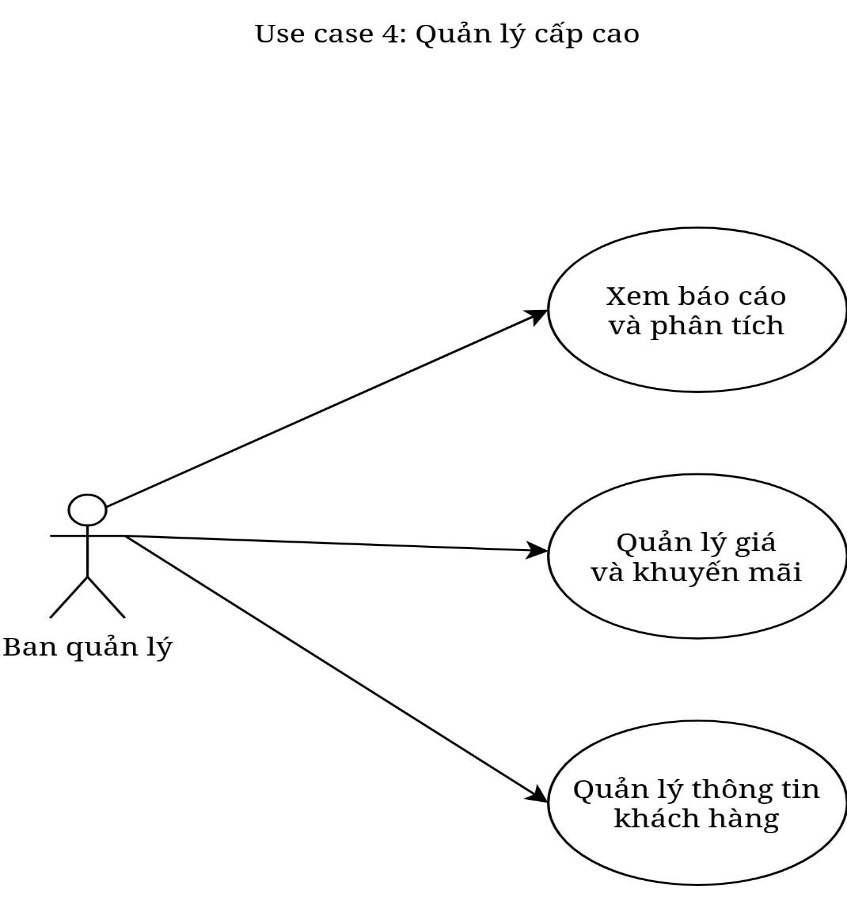 Use case 4: Quản lý cấp cao
Xem báo cáo
và phân tích
Quản lý giá
và khuyến mãi
Ban quản lý
Quản lý thông tin
khách hàng